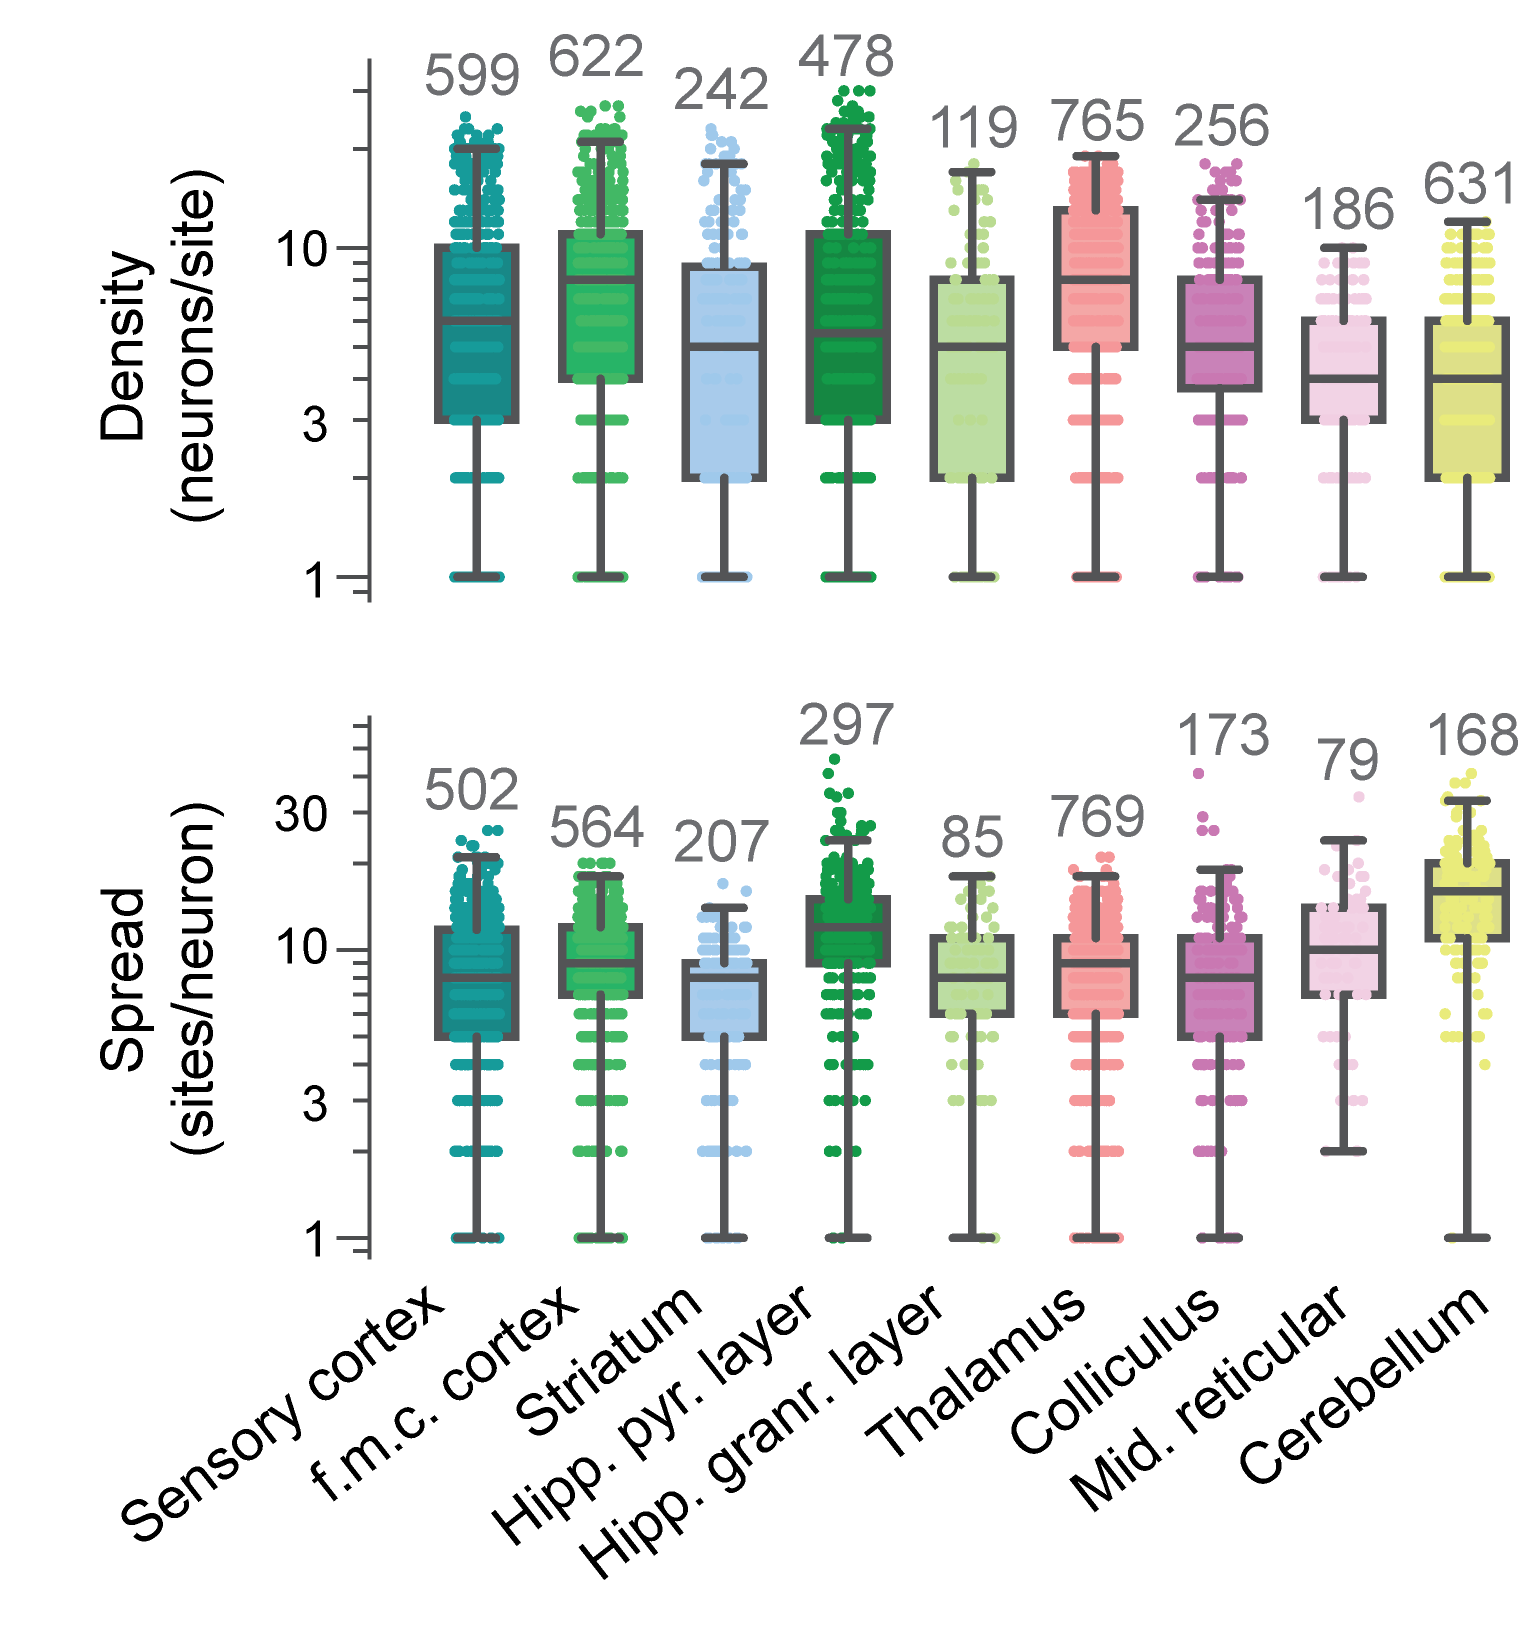 599
622
242
478
119
765
256
186
631
Density
(neurons/site)
10
3
1
502
564
207
297
85
769
173
79
168
Spread
(sites/neuron)
30
10
3
1
Sensory cortex
f.m.c. cortex
Striatum
Hipp. pyr. layer
Hipp. granr. layer
Thalamus
Colliculus
Mid. reticular
Cerebellum